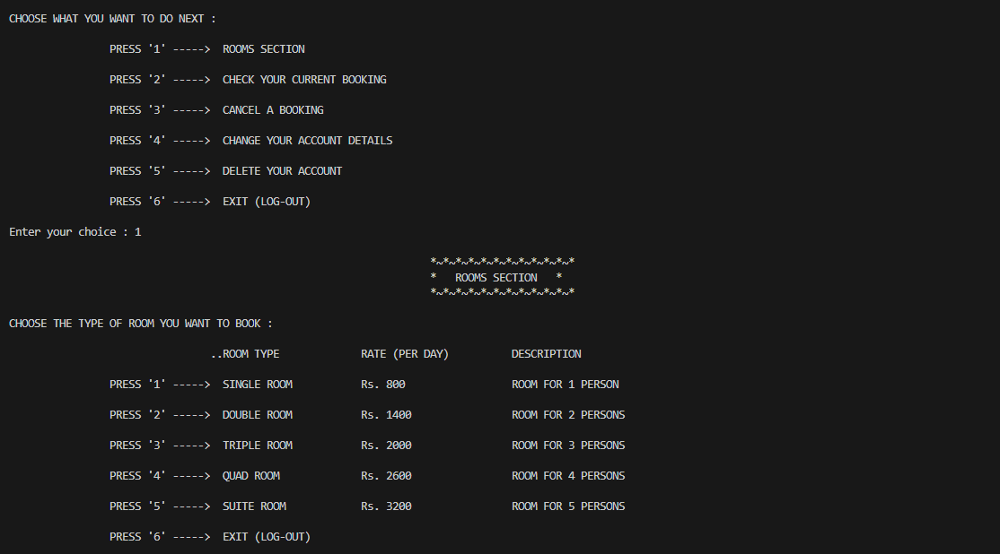 CHOOSE WHAT YOU WANT TO DO NEXT :
PRESS '1' -----> ROOMS SECTION
PRESS '2' -----> CHECK YOUR CURRENT BOOKING
PRESS '3' -----> CANCEL A BOOKING
PRESS '4' -----> CHANGE YOUR ACCOUNT DETAILS
PRESS '5' -----> DELETE YOUR ACCOUNT
PRESS '6' -----> EXIT (LOG-OUT)
Enter your choice : 1
*~*~*~*~*~*~*~*~*~*~*~*
* ROOMS SECTION *
*~*~*~*~*~*~*~*~*~*~*~*
CHOOSE THE TYPE OF ROOM YOU WANT TO BOOK :
..ROOM TYPE RATE (PER DAY) DESCRIPTION
PRESS '1' -----> SINGLE ROOM Rs. 800 ROOM FOR 1 PERSON
PRESS '2' -----> DOUBLE ROOM Rs. 1400 ROOM FOR 2 PERSONS
PRESS '3' -----> TRIPLE ROOM Rs. 2000 ROOM FOR 3 PERSONS
PRESS '4' -----> QUAD ROOM Rs. 2600 ROOM FOR 4 PERSONS
PRESS '5' -----> SUITE ROOM Rs. 3200 ROOM FOR 5 PERSONS
PRESS '6' -----> EXIT (LOG-OUT)